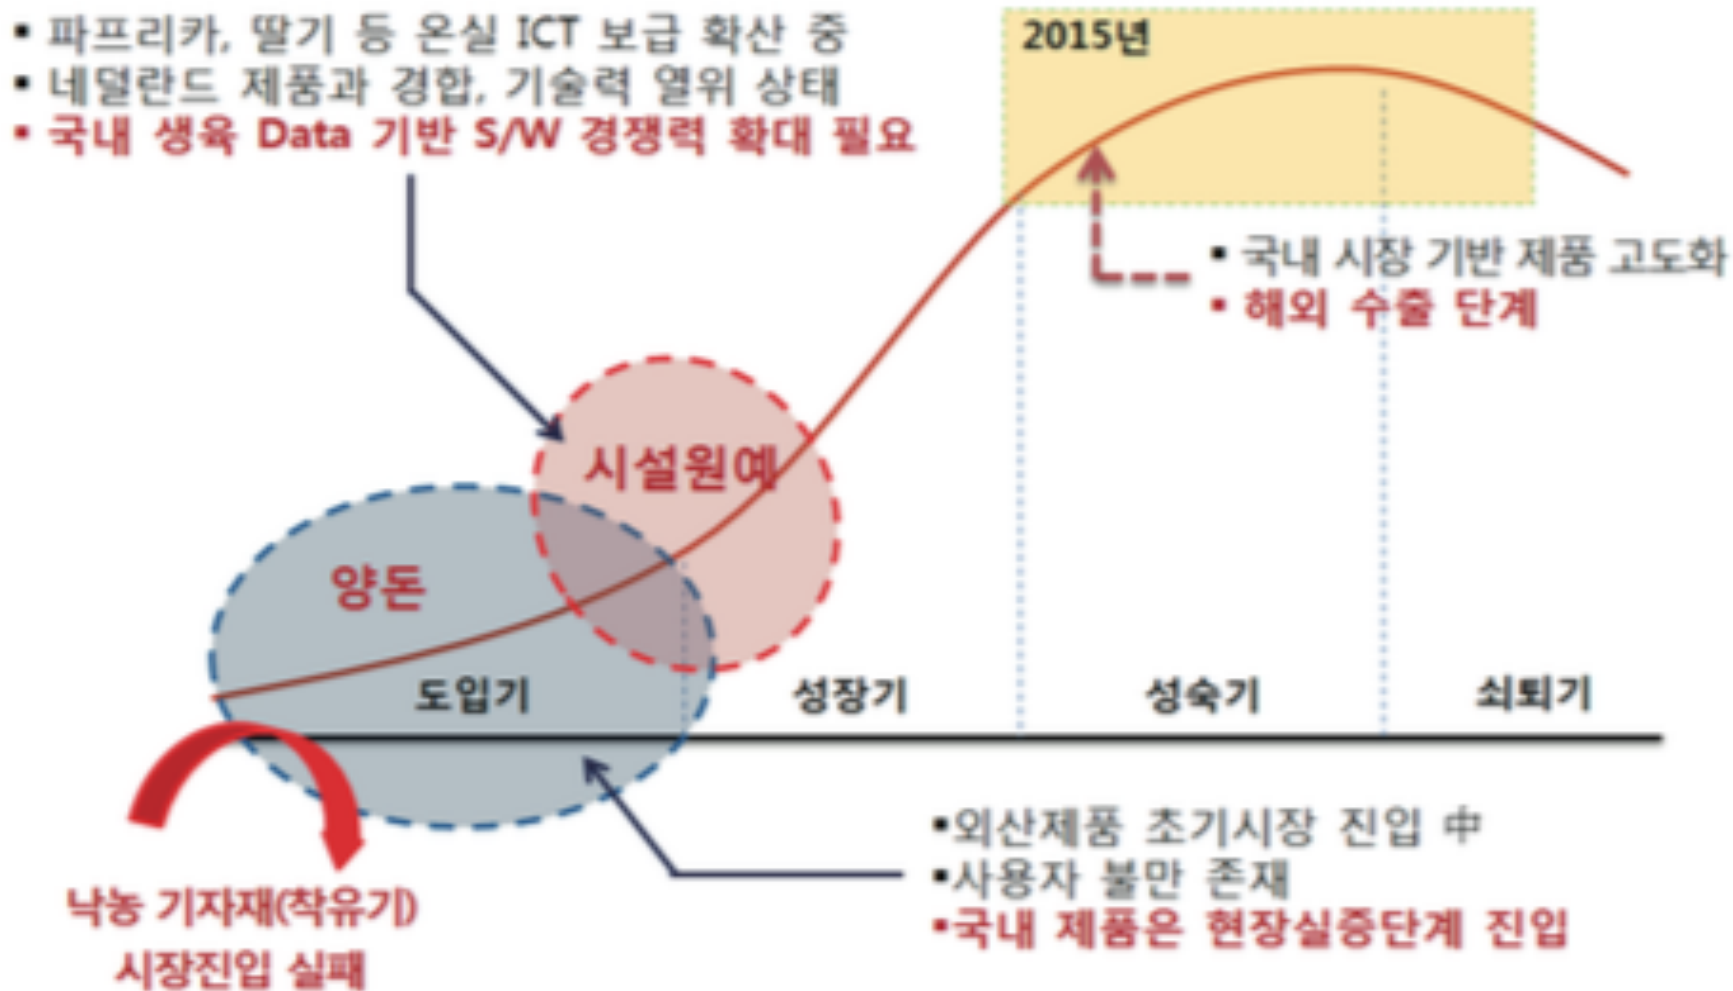 ▪ 파프리카, 딸기 등 온실 ICT 보급 확산 중
▪ 네덜란드 제품과 경합, 기술력 열위 상태
▪ 국내 생육 Data 기반 S/W 경쟁력 확대 필요
2015년
▪ 국내 시장 기반 제품 고도화
▪ 해외 수출 단계
시설원예
양돈
도입기
성장기
성숙기
쇠퇴기
▪외산제품 초기시장 진입 中
▪사용자 불만 존재
▪국내 제품은 현장실증단계 진입
낙농 기자재(착유기)
시장진입 실패